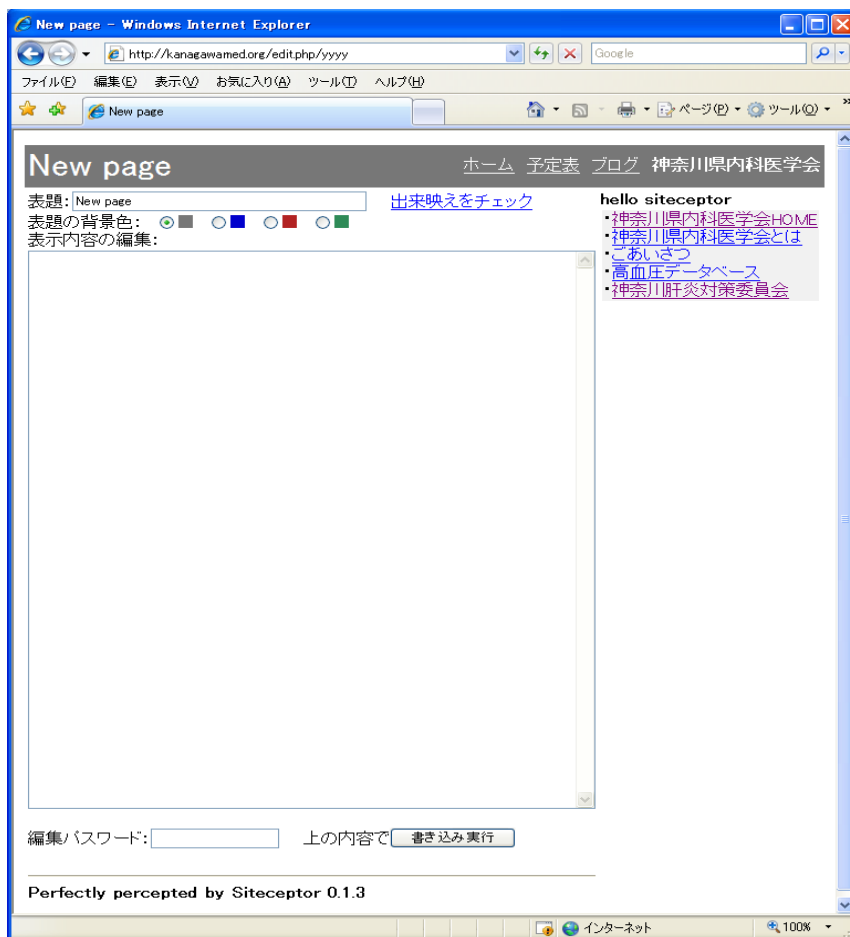 New page - Windows Internet Explorer
http://kanagawamed.org/edit.php/yyyy
Google
ファイル(F) 編集(E) 表示(V) お気に入り(A) ツール(T) ヘルプ(H)
New page ページ(P) ツール(O) »
New page ホーム 予定表 ブログ 神奈川県内科医学会
表題: New page 出来映えをチェック
表題の背景色:
表示内容の編集:
hello siteceptor
・神奈川県内科医学会HOME
・神奈川県内科医学会とは
・ごあいさつ
・高血圧データベース
・神奈川肝炎対策委員会
編集パスワード: 上の内容で 書き込み実行
Perfectly percepted by Siteceptor 0.1.3
インターネット 100%